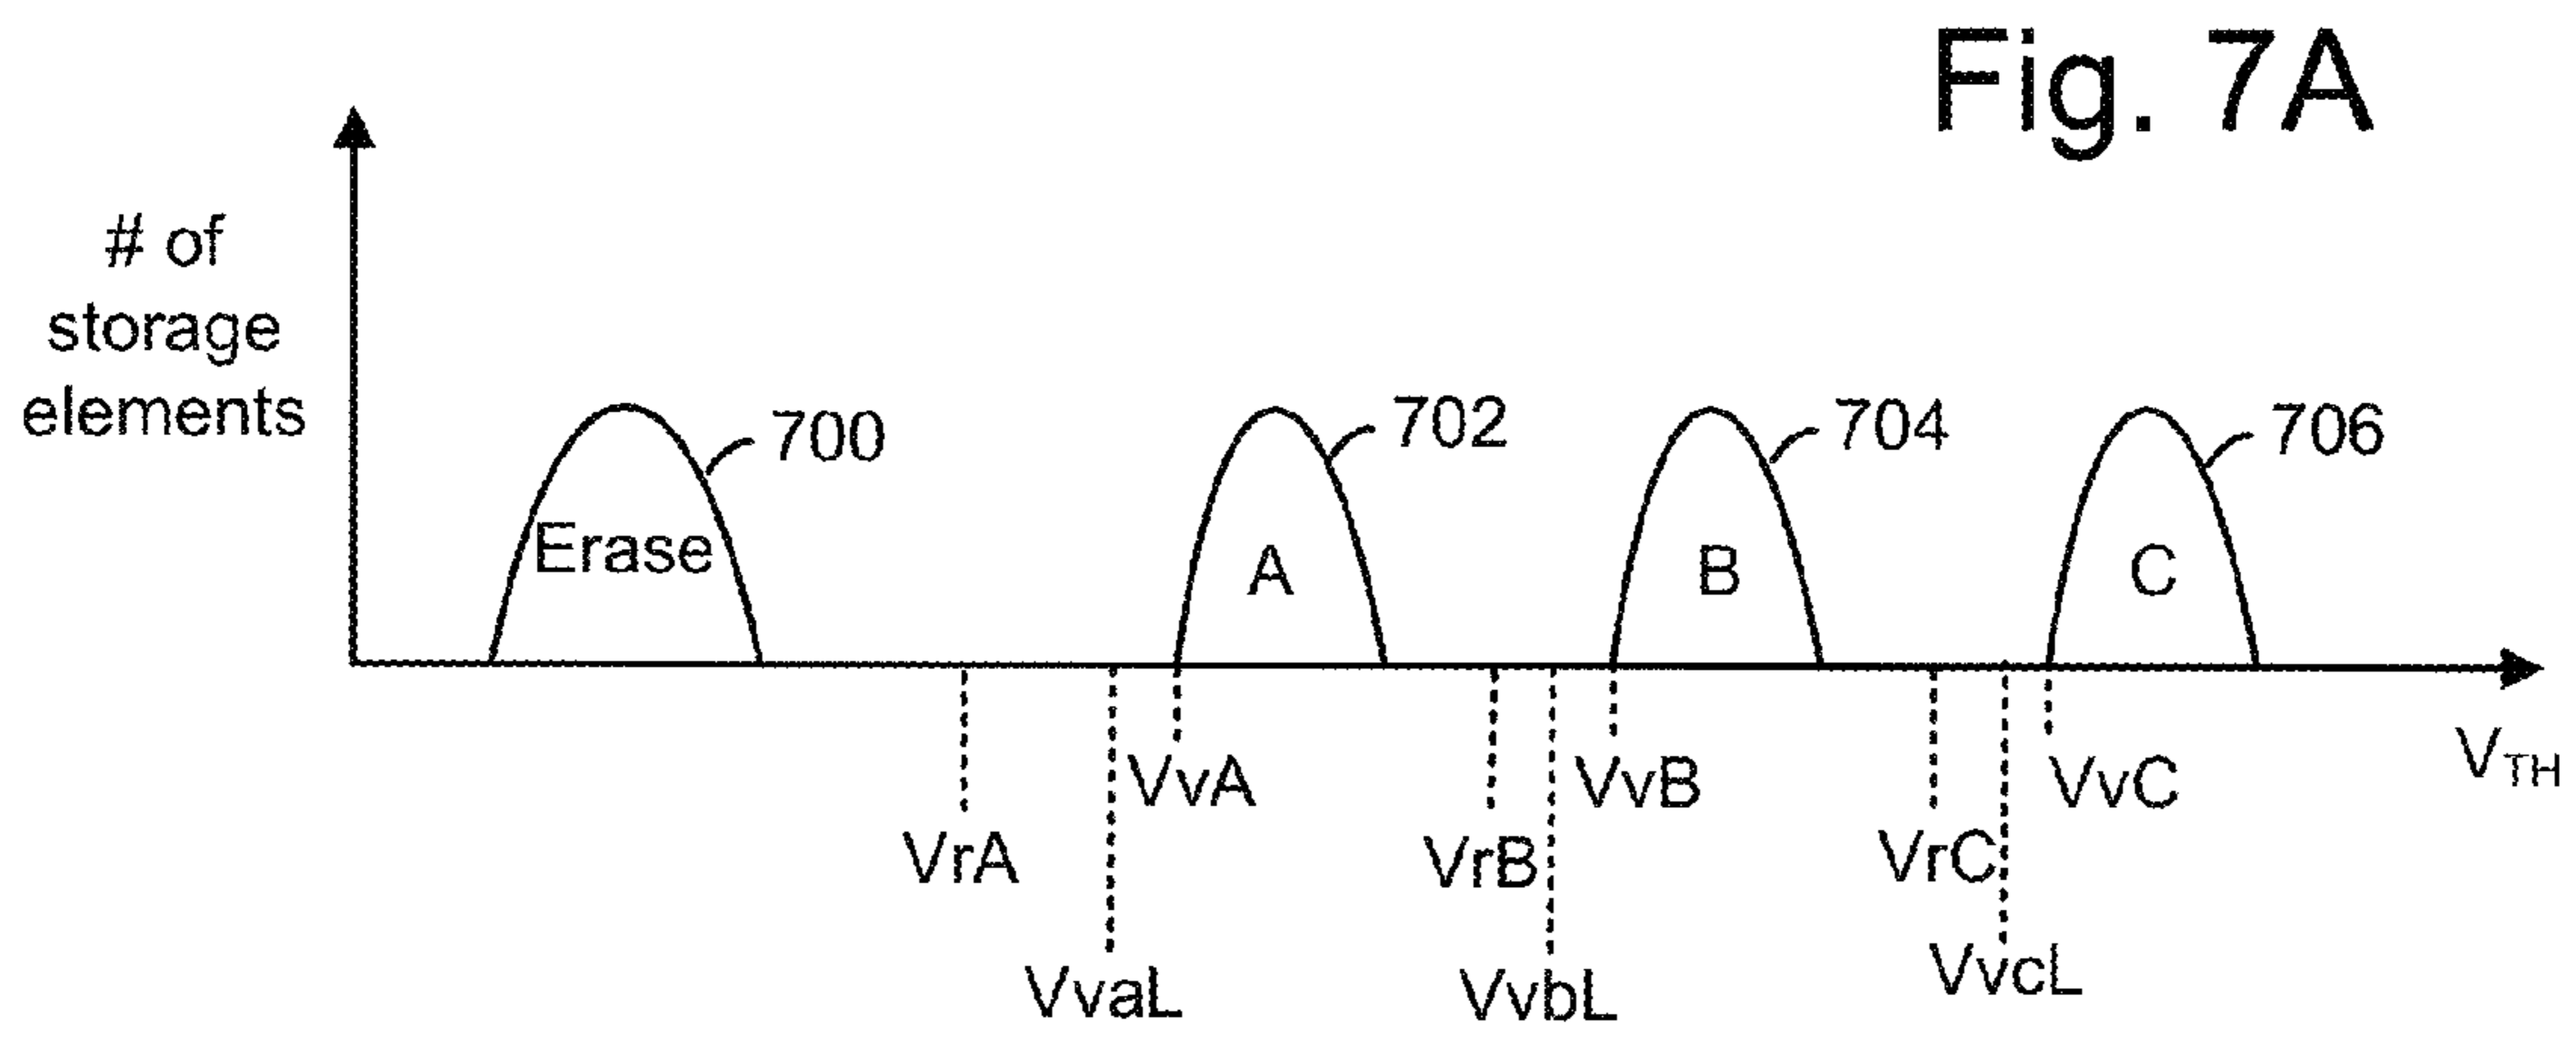 Fig. 7A
# of
storage
elements
700
702
704
706
Erase
A
B
C
VvA
VvB
VvC
VTH
VrA
VrB
VrC
VvaL
VvbL
VvcL